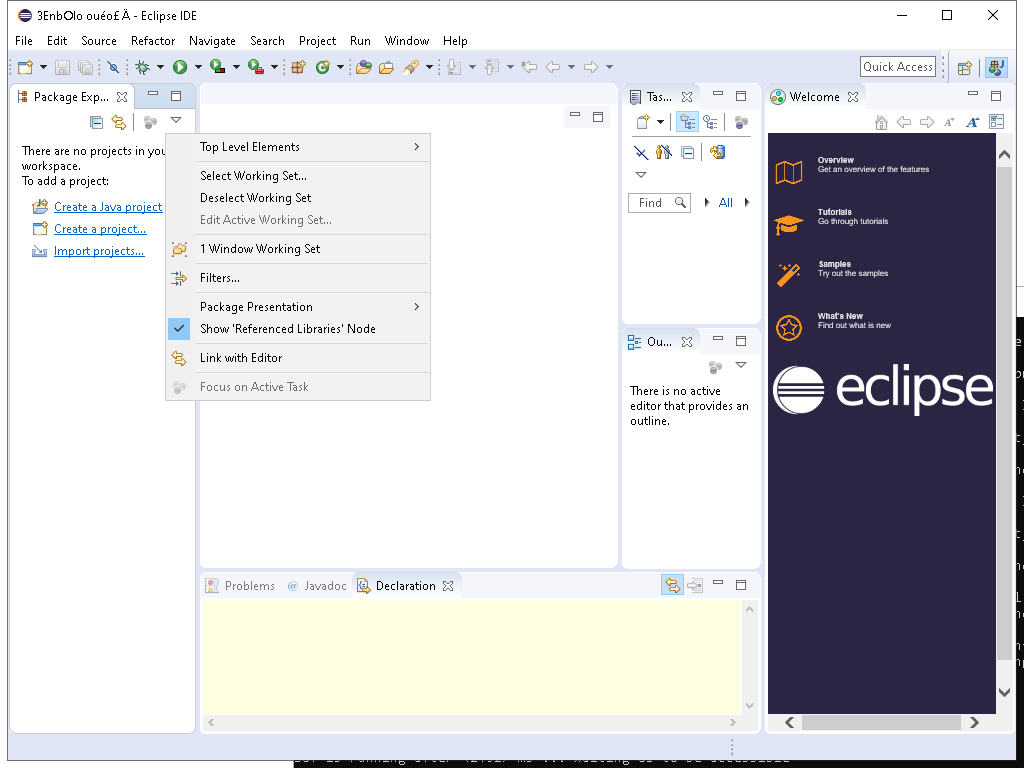 3EnbOlo ouéo£Ä - Eclipse IDE
File Edit Source Refactor Navigate Search Project Run Window Help
Quick Access
Package Exp...
Tas...
Welcome
There are no projects in you
workspace.
To add a project:
Create a Java project
Create a project...
Import projects...
Top Level Elements
Select Working Set...
Deselect Working Set
Edit Active Working Set...
1 Window Working Set
Filters...
Package Presentation
Show 'Referenced Libraries' Node
Link with Editor
Focus on Active Task
Find
All
Ou...
There is no active
editor that provides an
outline.
Overview
Get an overview of the features
Tutorials
Go through tutorials
Samples
Try out the samples
What's New
Find out what is new
eclipse
Problems @ Javadoc Declaration